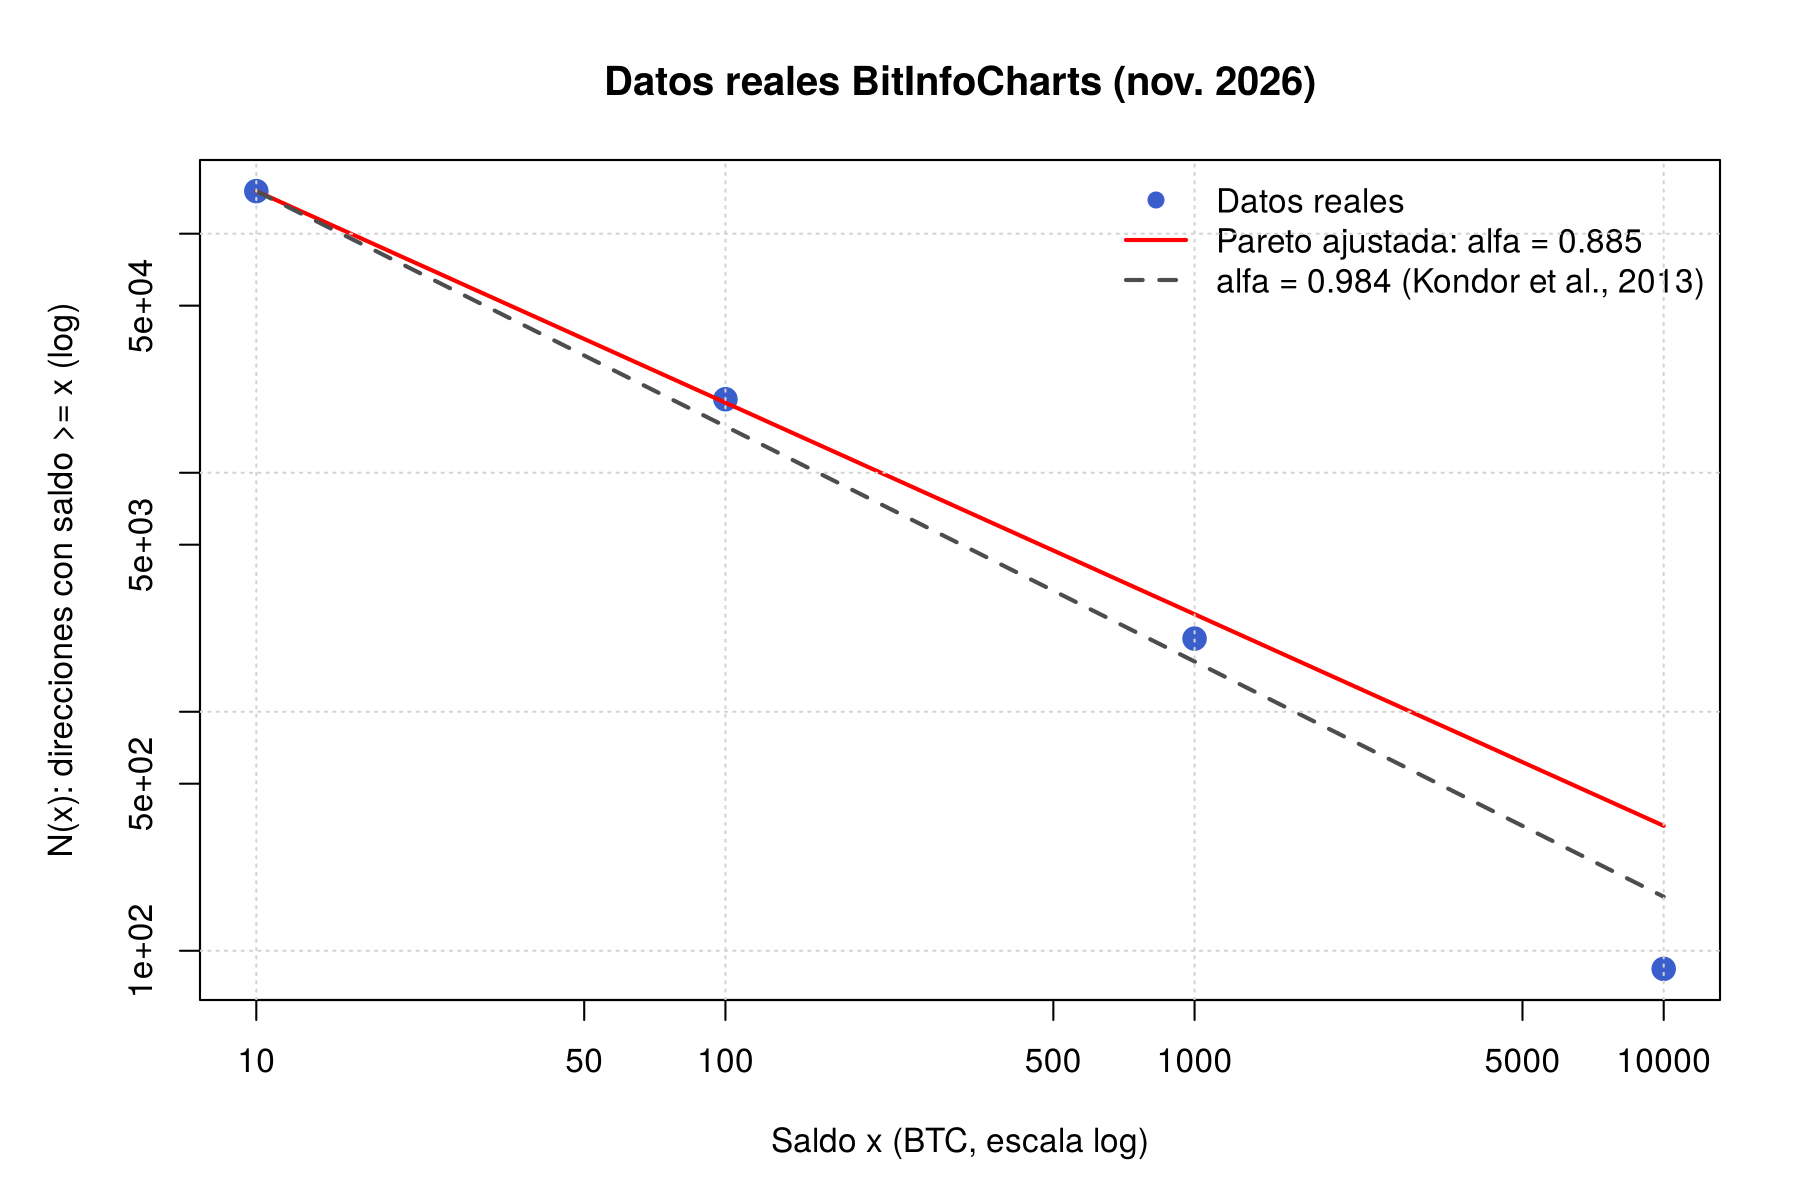 Datos reales BitInfoCharts (nov. 2026)
Datos reales
Pareto ajustada: alfa = 0.885
alfa = 0.984 (Kondor et al., 2013)
N(x): direcciones con saldo >= x (log)
5e+04
5e+03
5e+02
1e+02
10 50 100 500 1000 5000 10000
Saldo x (BTC, escala log)